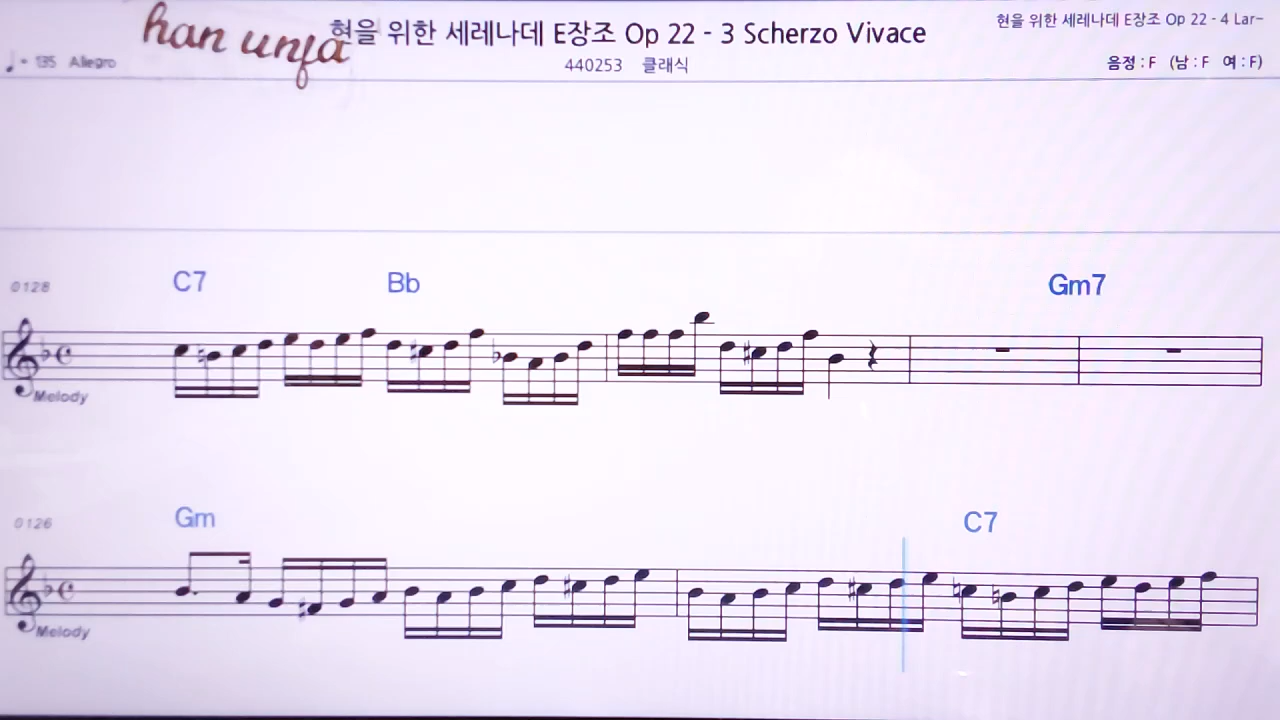 han unja
현을 위한 세레나데 E장조 Op 22 - 3 Scherzo Vivace
현을 위한 세레나데 E장조 Op 22 - 4 Lar~
♩= 135 Allegro
440253 클래식
음정 : F (남 : F 여 : F)
0128 C7 Bb Gm7
Melody
0126 Gm C7
Melody